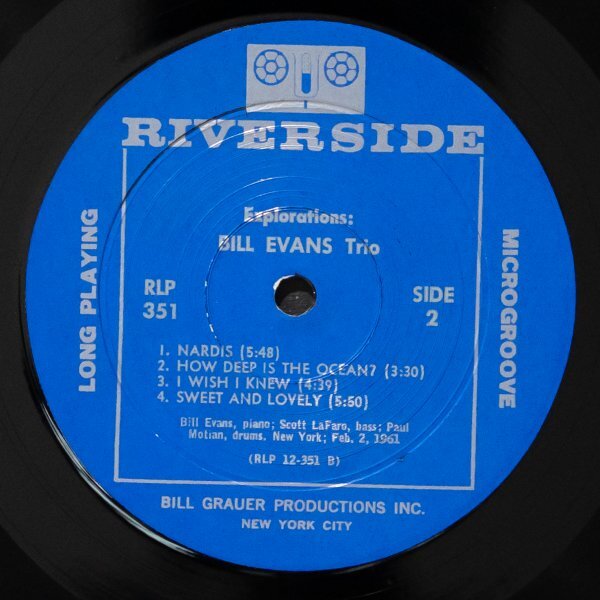 RIVERSIDE
Explorations:
BILL EVANS Trio
LONG PLAYING
MICROGROOVE
RLP
351
SIDE
2
1. NARDIS (5:48)
2. HOW DEEP IS THE OCEAN? (3:30)
3. I WISH I KNEW (4:39)
4. SWEET AND LOVELY (5:50)
Bill Evans, piano; Scott LaFaro, bass; Paul
Motian, drums. New York; Feb. 2, 1961
(RLP 12-351 B)
BILL GRAUER PRODUCTIONS INC.
NEW YORK CITY